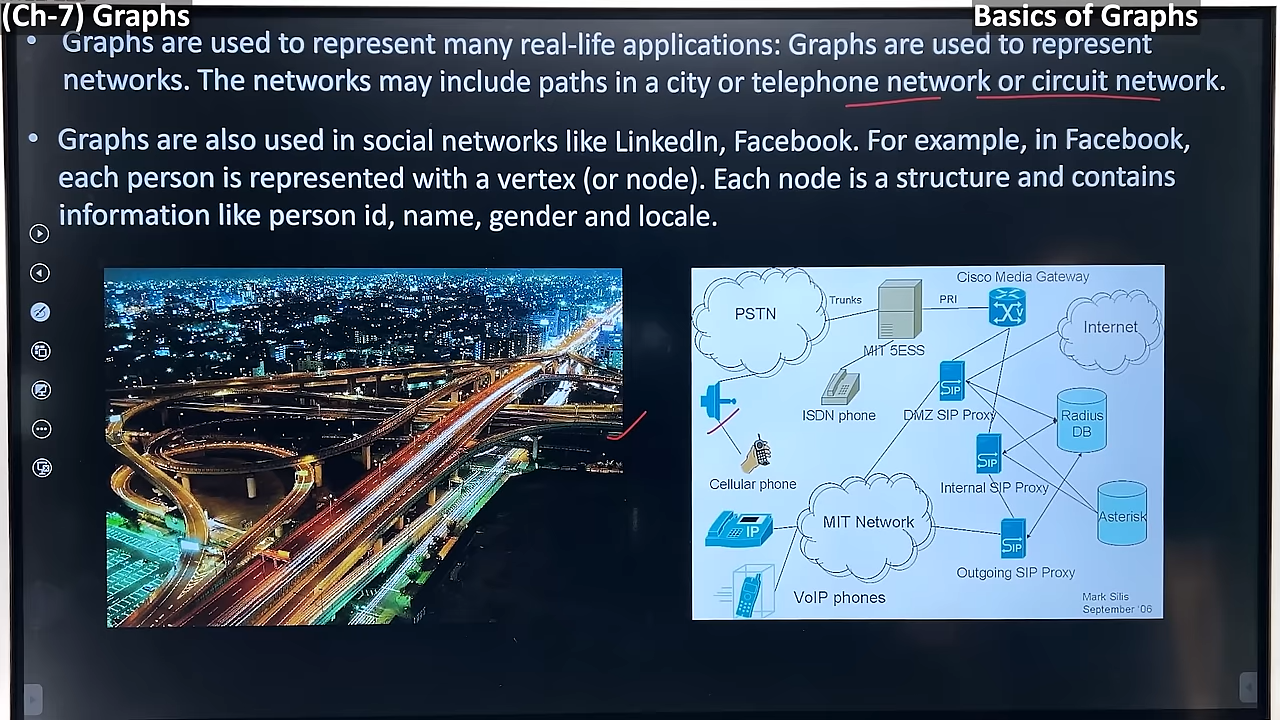 (Ch-7) Graphs
Basics of Graphs
• Graphs are used to represent many real-life applications: Graphs are used to represent
networks. The networks may include paths in a city or telephone network or circuit network.
• Graphs are also used in social networks like LinkedIn, Facebook. For example, in Facebook,
each person is represented with a vertex (or node). Each node is a structure and contains
information like person id, name, gender and locale.
Cisco Media Gateway
PSTN
Trunks
PRI
Internet
MIT 5ESS
ISDN phone
SIP
DMZ SIP Proxy
Radius
DB
Cellular phone
SIP
Internal SIP Proxy
IP
MIT Network
Asterisk
SIP
Outgoing SIP Proxy
VoIP phones
Mark Silis
September '06